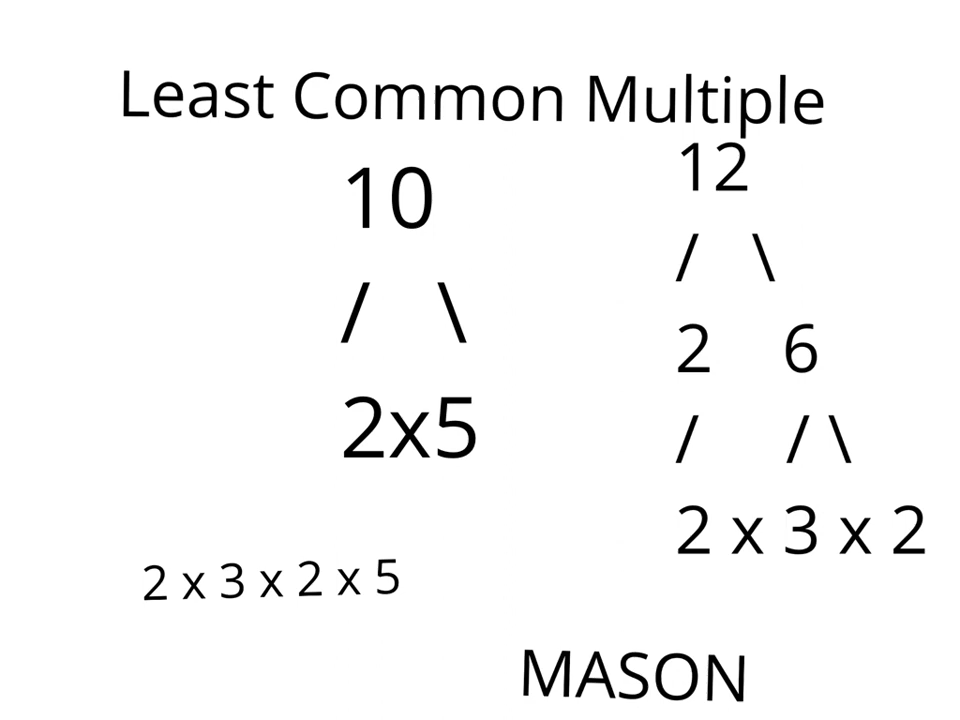 Least Common Multiple
10
/ \
2x5
12
/ \
2 6
/ / \
2 x 3 x 2
2 x 3 x 2 x 5
MASON